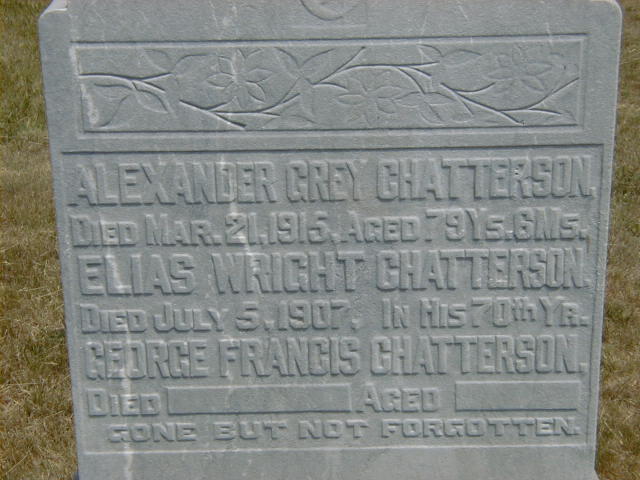 ALEXANDER GREY CHATTERSON.
DIED MAR. 21, 1915. AGED 79 YS. 6 MS.
ELIAS WRIGHT CHATTERSON.
DIED JULY 5, 1907, IN HIS 70TH YR.
GEORGE FRANCIS CHATTERSON.
DIED AGED
GONE BUT NOT FORGOTTEN.